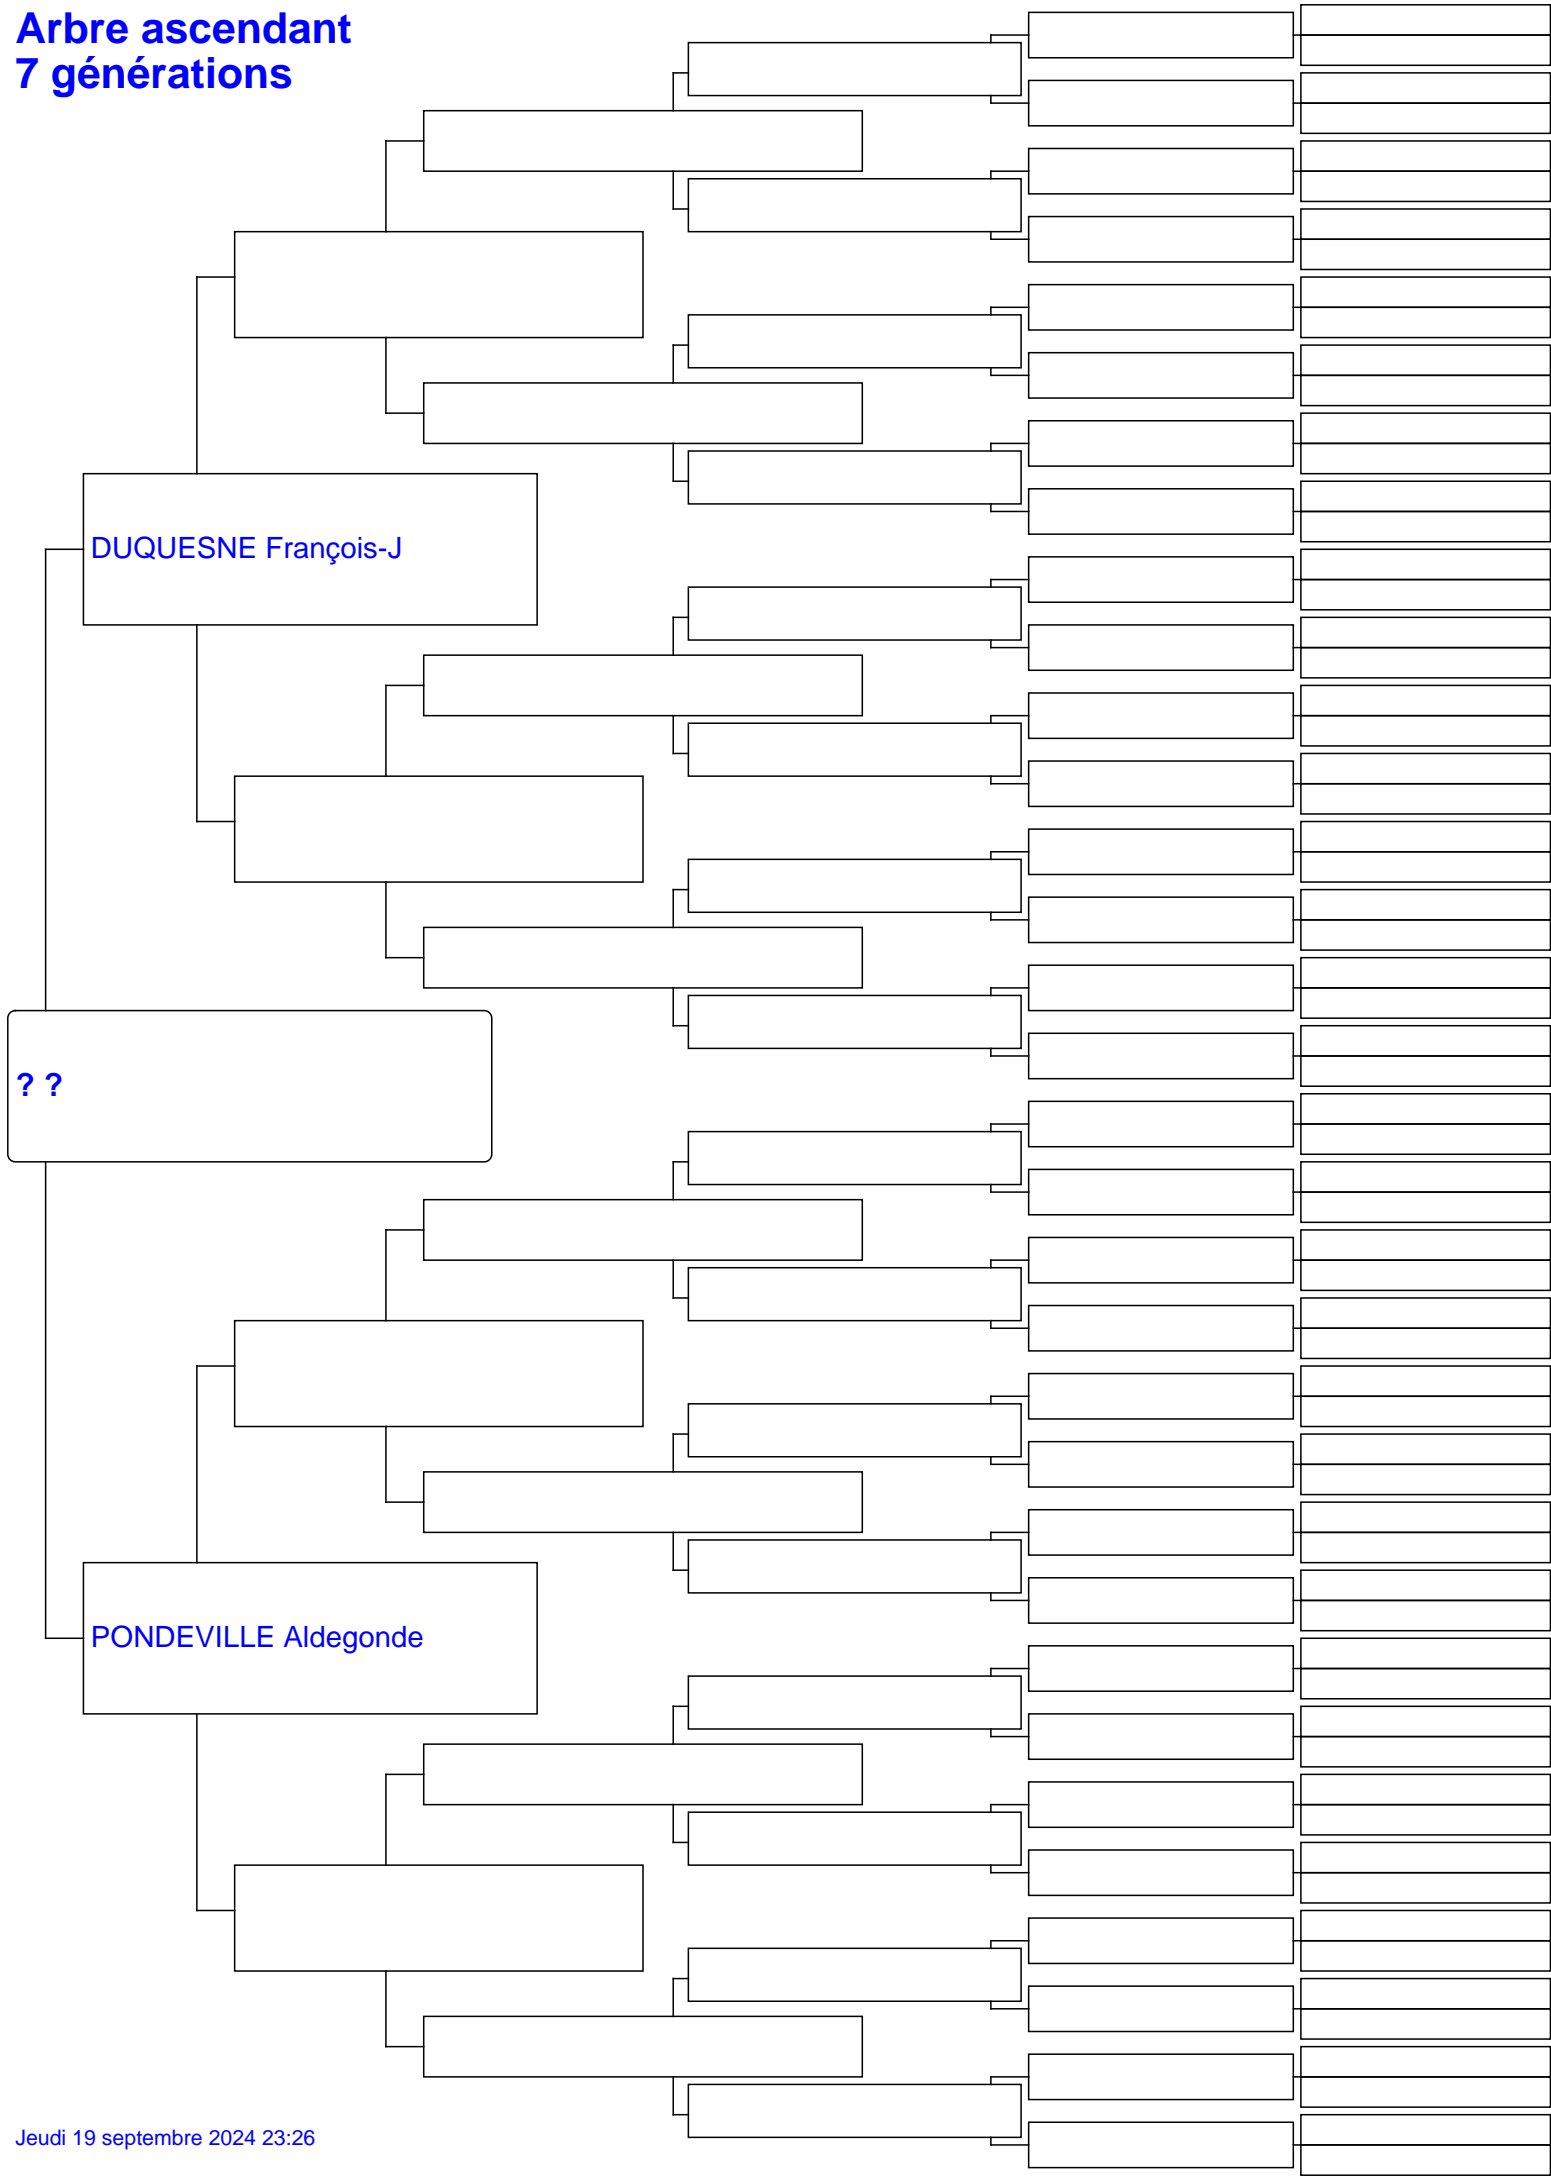 Arbre ascendant
7 générations
DUQUESNE François-J
? ?
PONDEVILLE Aldegonde
Jeudi 19 septembre 2024 23:26